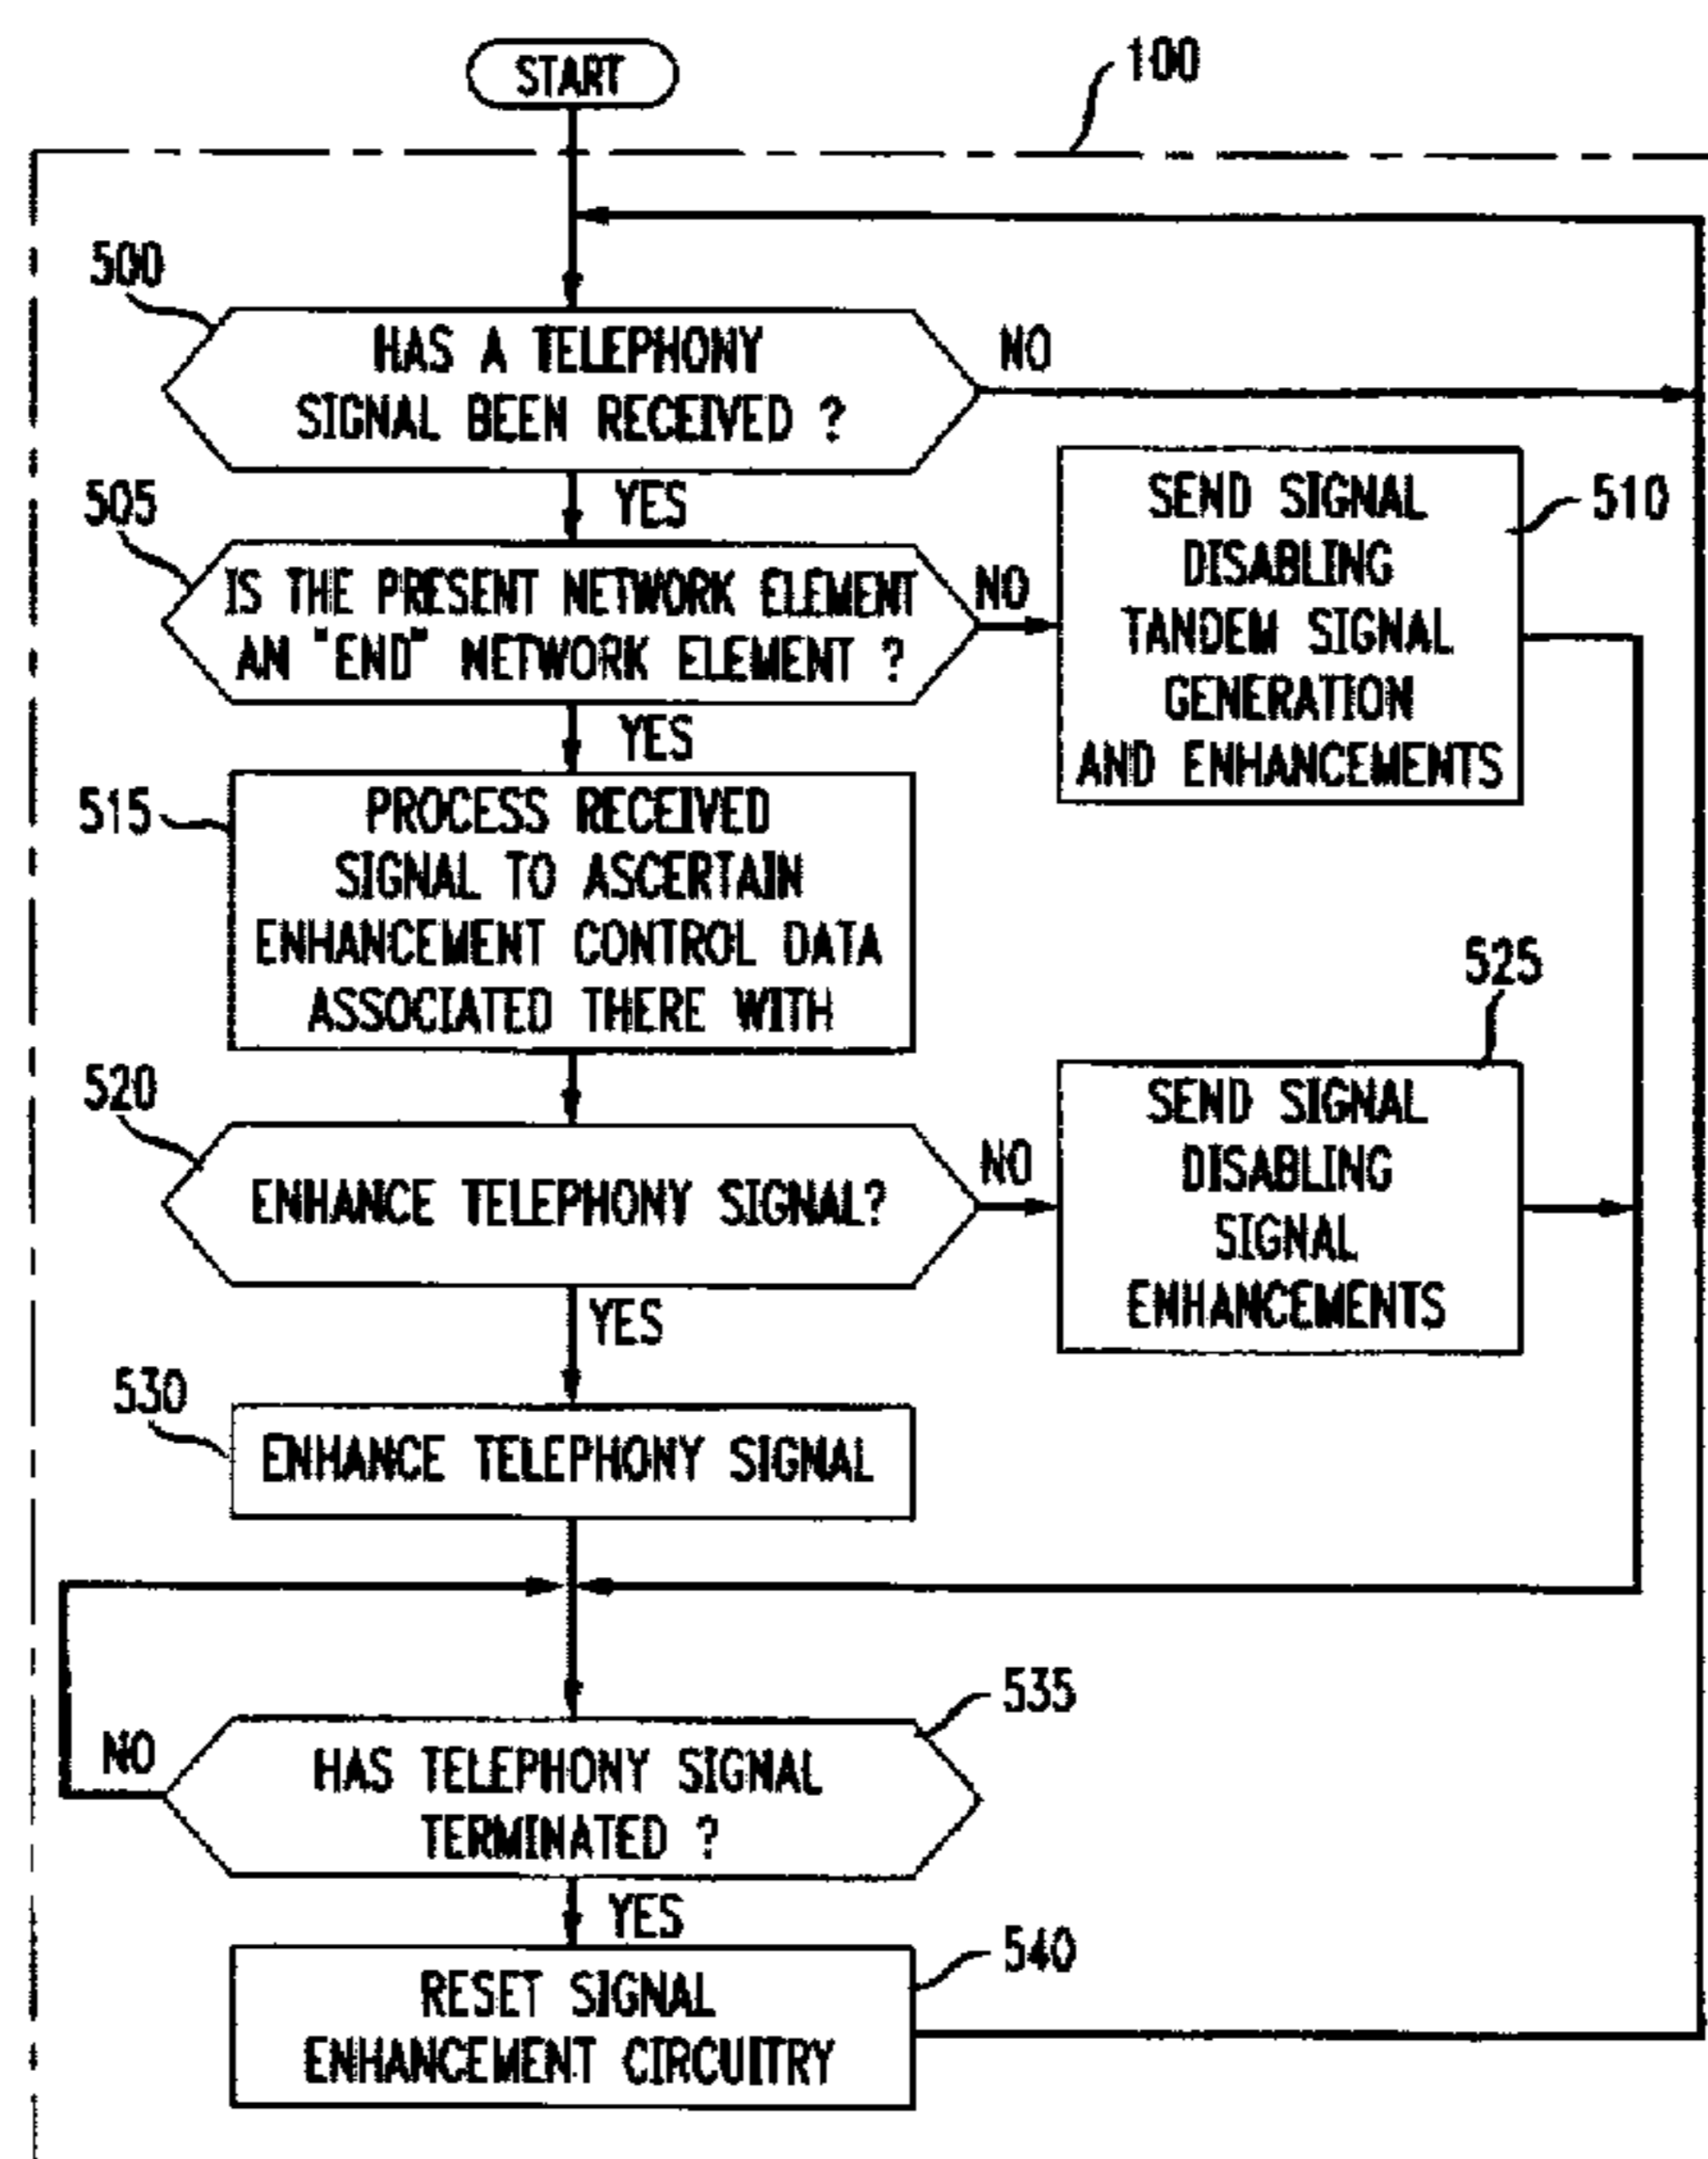 START
100
500
HAS A TELEPHONY
SIGNAL BEEN RECEIVED ?
NO
YES
505
IS THE PRESENT NETWORK ELEMENT
AN "END" NETWORK ELEMENT ?
NO
SEND SIGNAL
DISABLING
TANDEM SIGNAL
GENERATION
AND ENHANCEMENTS
510
YES
515
PROCESS RECEIVED
SIGNAL TO ASCERTAIN
ENHANCEMENT CONTROL DATA
ASSOCIATED THERE WITH
520
ENHANCE TELEPHONY SIGNAL?
NO
525
SEND SIGNAL
DISABLING
SIGNAL
ENHANCEMENTS
YES
530
ENHANCE TELEPHONY SIGNAL
535
NO
HAS TELEPHONY SIGNAL
TERMINATED ?
YES
540
RESET SIGNAL
ENHANCEMENT CIRCUITRY